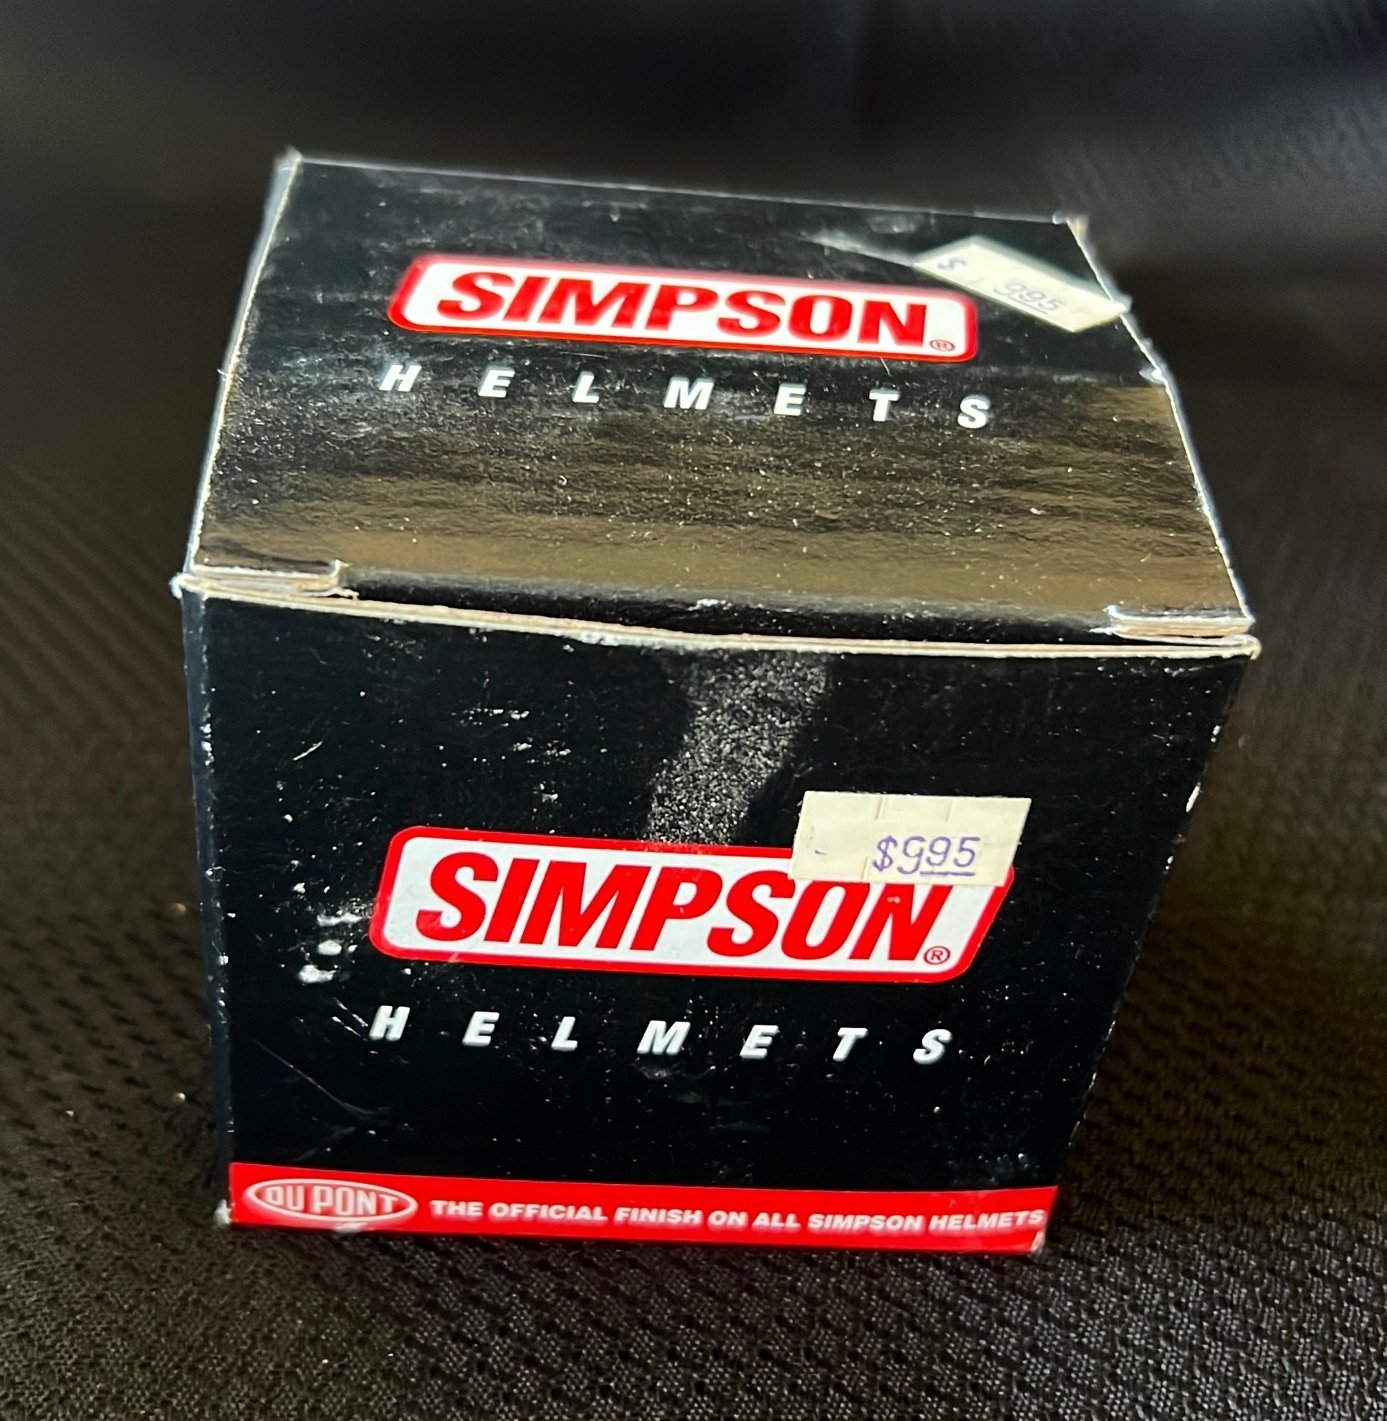 $ 995
SIMPSON®
HELMETS
$995
SIMPSON®
HELMETS
DU PONT THE OFFICIAL FINISH ON ALL SIMPSON HELMETS